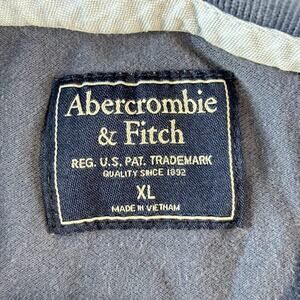 Abercrombie
& Fitch
REG. U.S. PAT. TRADEMARK
QUALITY SINCE 1892
XL
MADE IN VIETNAM